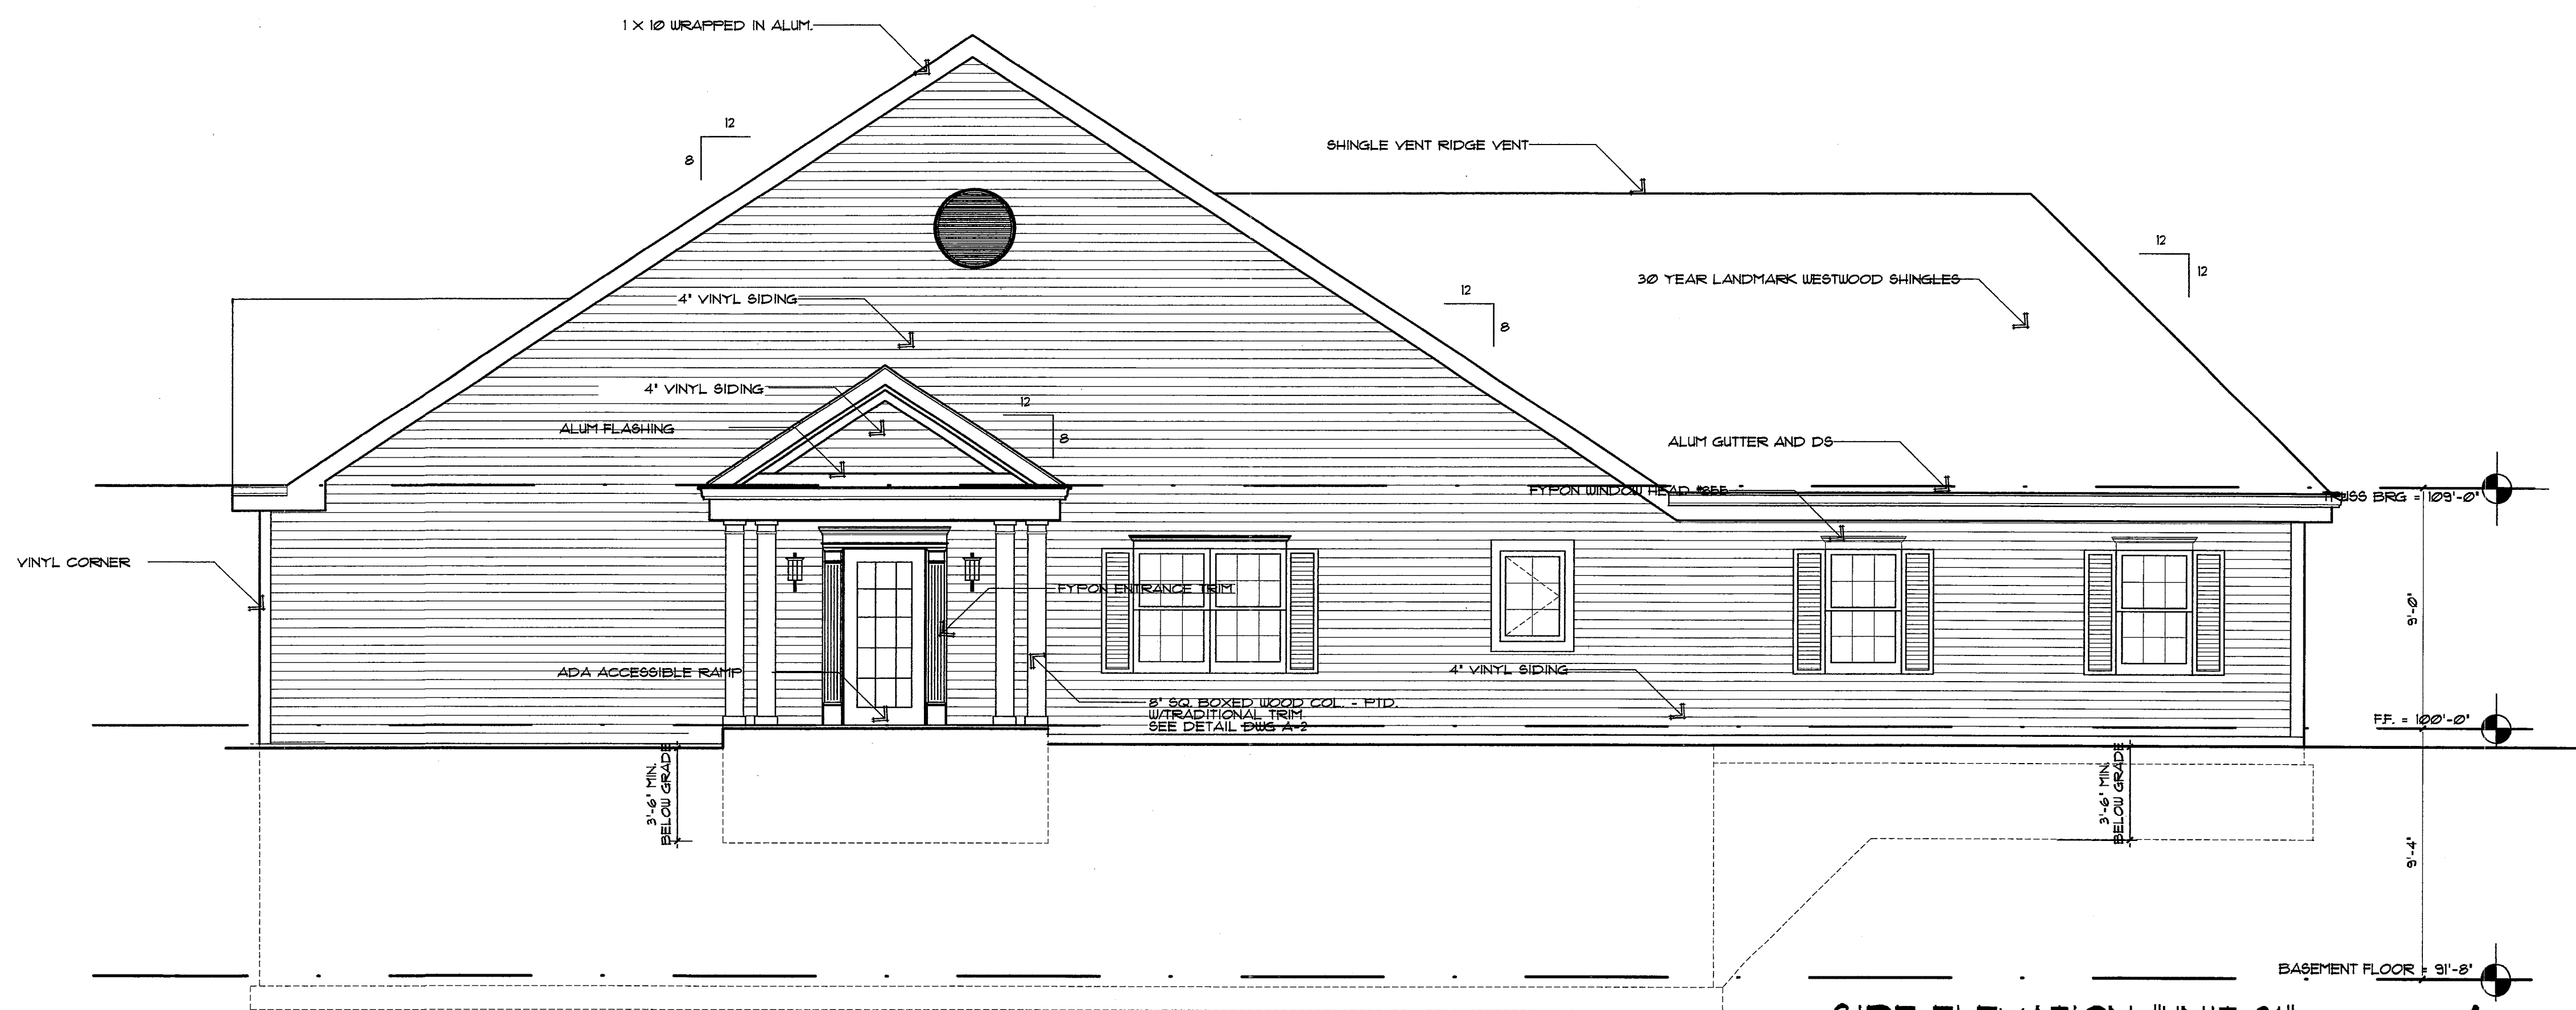 1 X 10 WRAPPED IN ALUM.
12
8
SHINGLE VENT RIDGE VENT
12
12
30 YEAR LANDMARK WESTWOOD SHINGLES
4" VINYL SIDING
12
8
4" VINYL SIDING
12
8
ALUM FLASHING
ALUM GUTTER AND DS
FYPON WINDOW HEAD
TRUSS BRG = 109'-0"
VINYL CORNER
FYPON ENTRANCE TRIM
9'-0"
ADA ACCESSIBLE RAMP
4" VINYL SIDING
8" SQ. BOXED WOOD COL. - PTD.
W/TRADITIONAL TRIM
SEE DETAIL DWG A-2
F.F. = 100'-0"
3'-6" MIN.
BELOW GRADE
3'-6" MIN.
BELOW GRADE
9'-4"
BASEMENT FLOOR = 91'-8"
SIDE ELEVATION